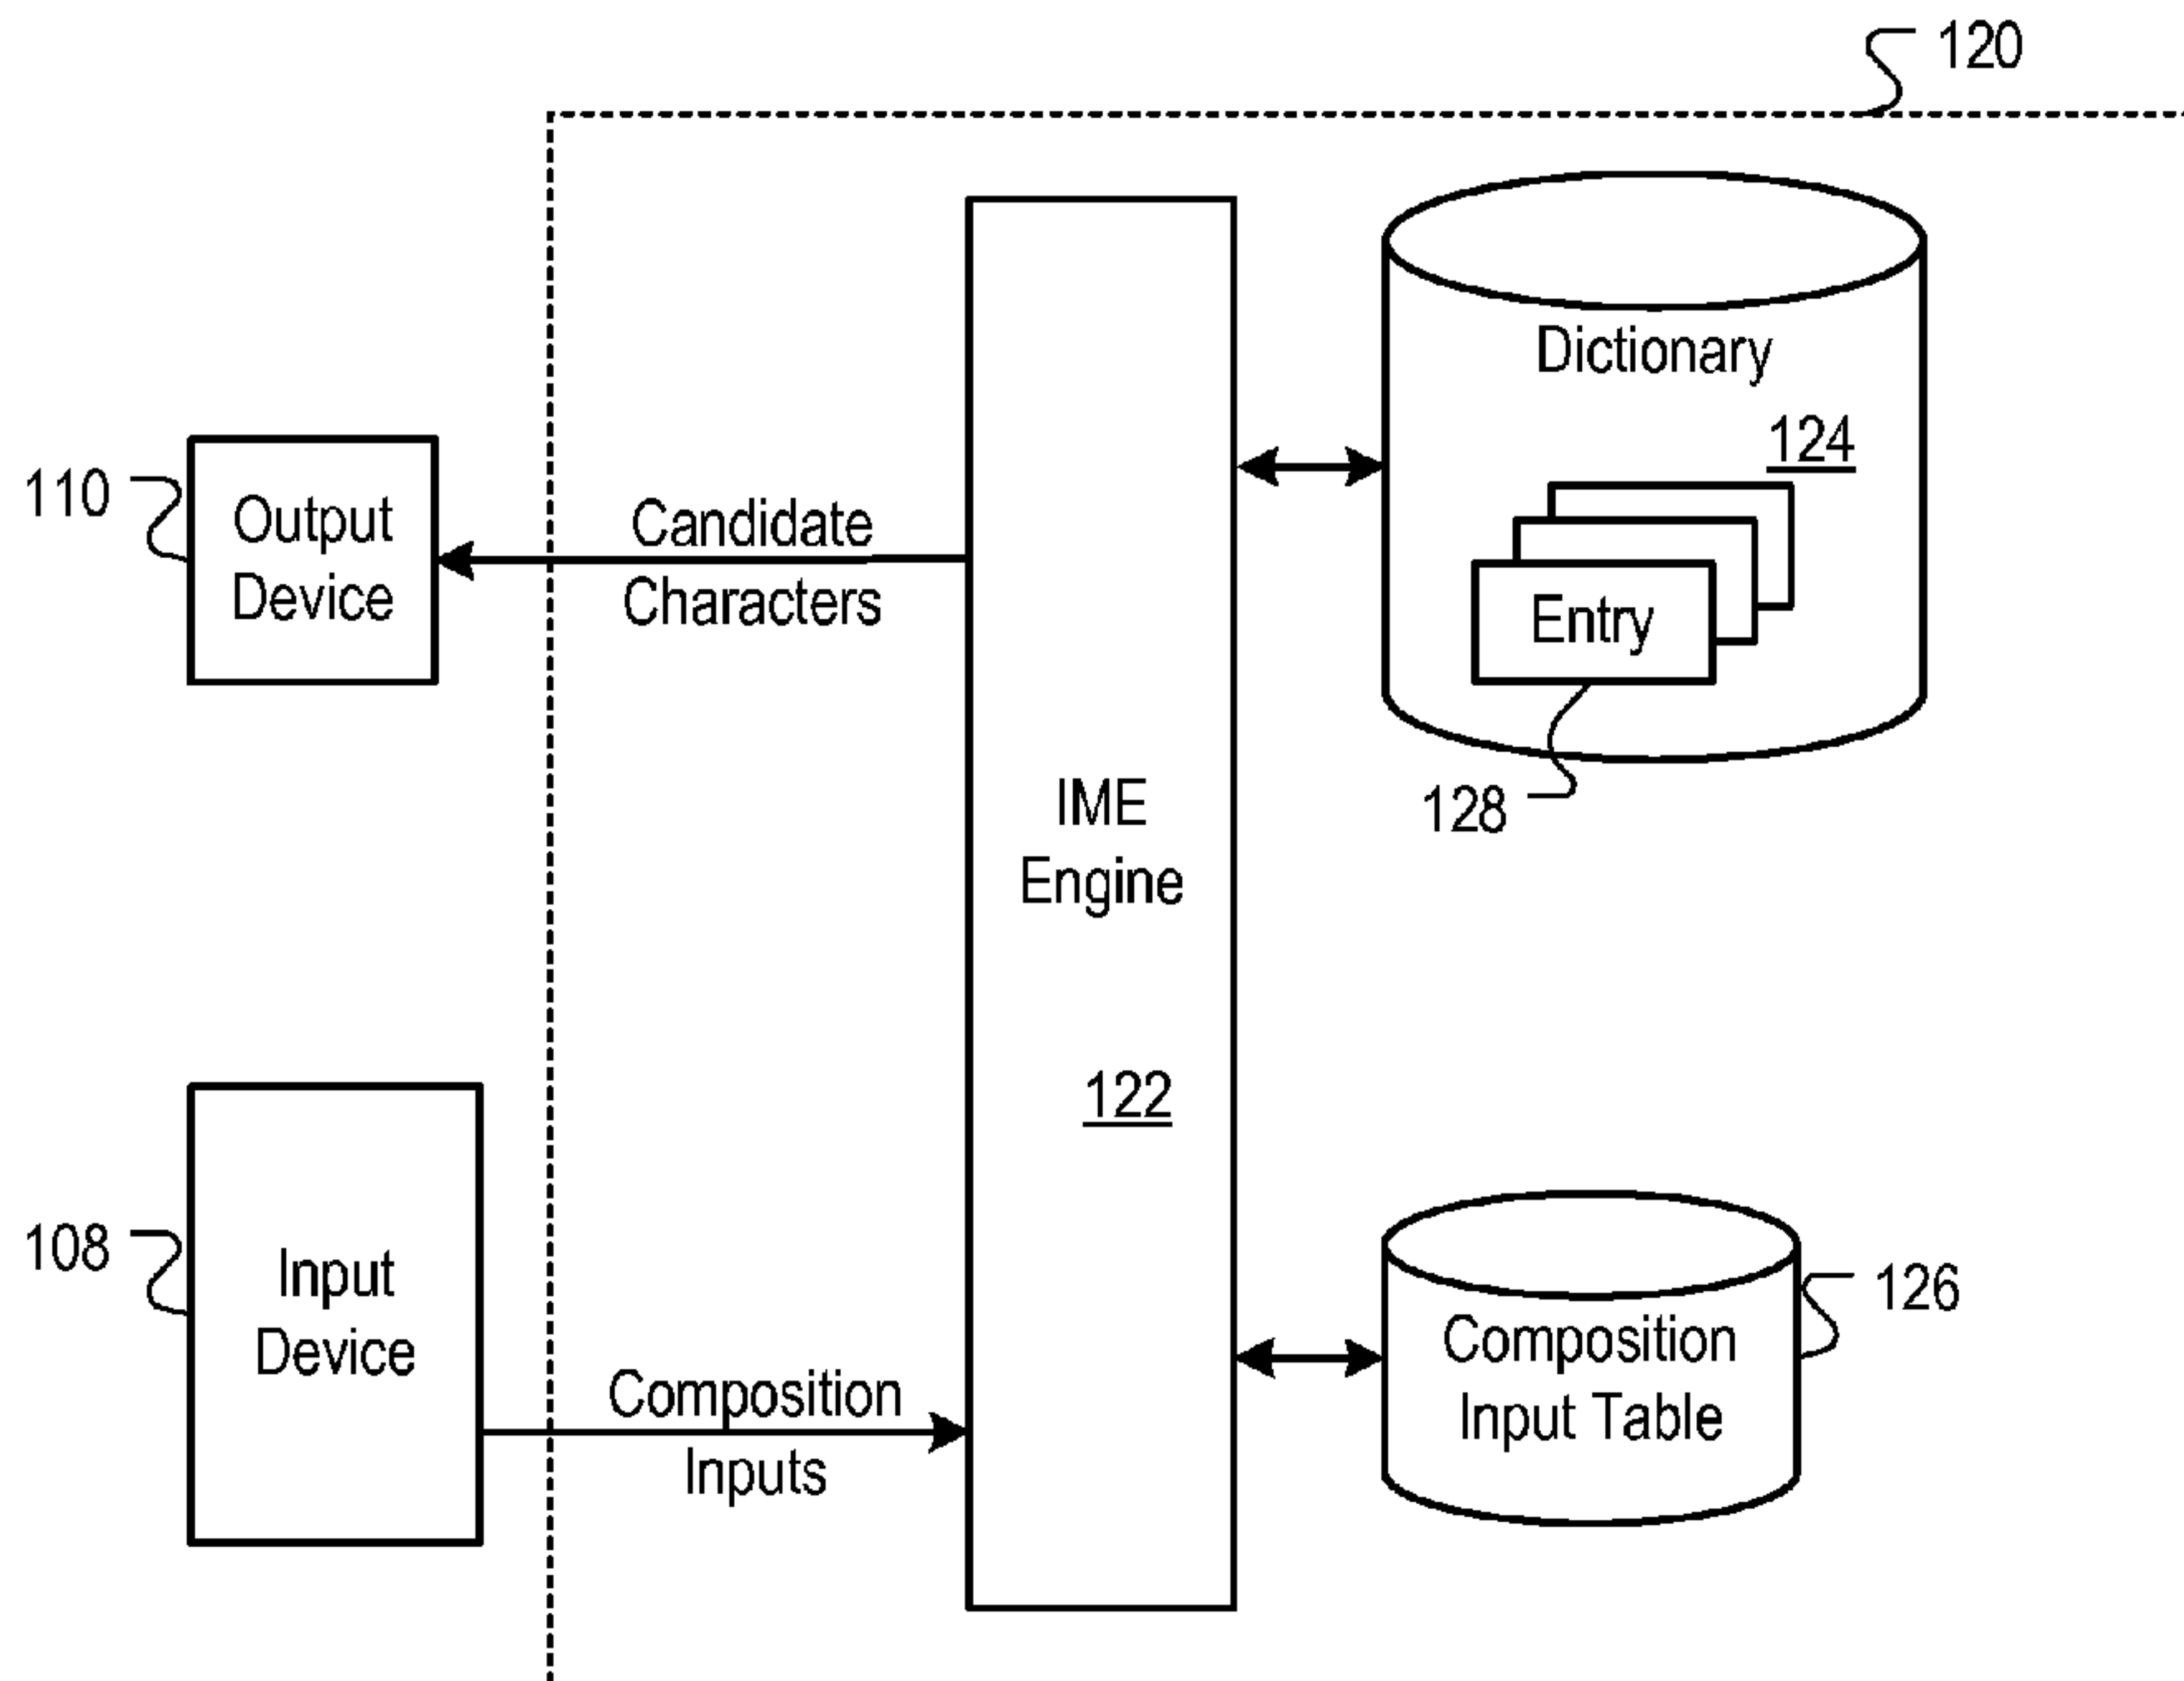 120
Dictionary
124
110
Output
Device
Candidate
Characters
Entry
IME
Engine
128
122
108
Input
Device
Composition
Inputs
126
Composition
Input Table